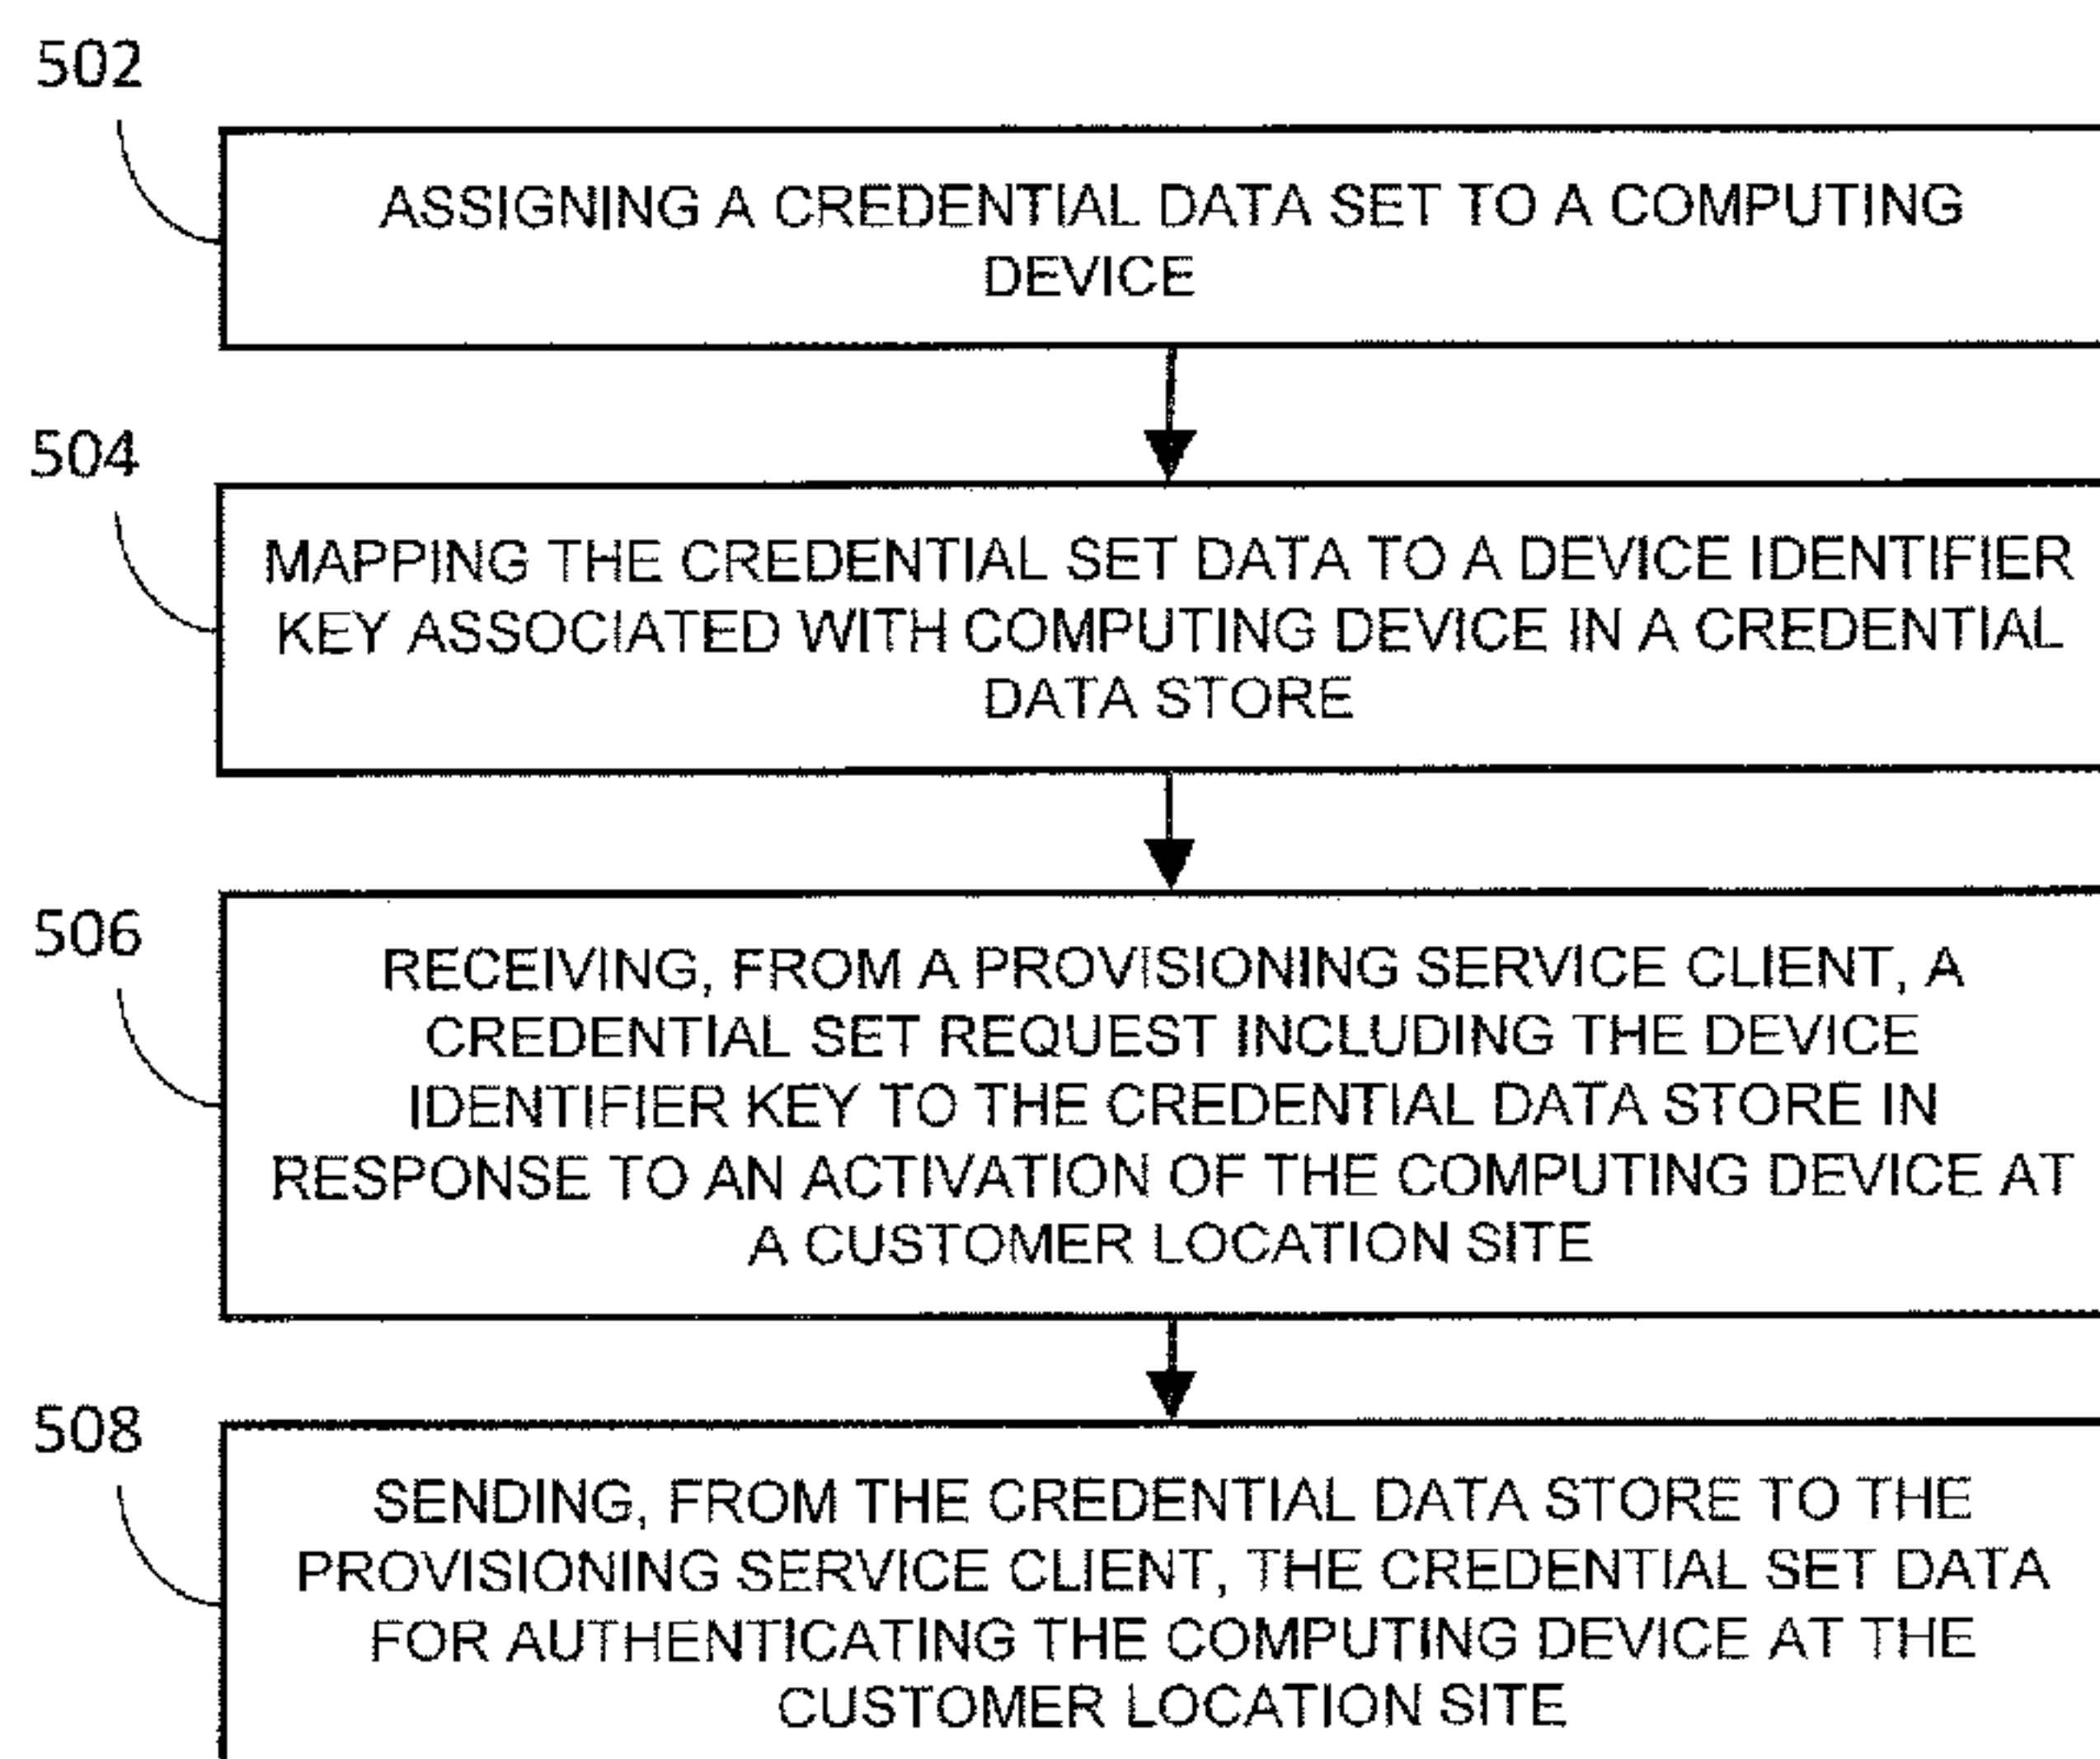 502
ASSIGNING A CREDENTIAL DATA SET TO A COMPUTING
DEVICE
504
MAPPING THE CREDENTIAL SET DATA TO A DEVICE IDENTIFIER
KEY ASSOCIATED WITH COMPUTING DEVICE IN A CREDENTIAL
DATA STORE
506
RECEIVING, FROM A PROVISIONING SERVICE CLIENT, A
CREDENTIAL SET REQUEST INCLUDING THE DEVICE
IDENTIFIER KEY TO THE CREDENTIAL DATA STORE IN
RESPONSE TO AN ACTIVATION OF THE COMPUTING DEVICE AT
A CUSTOMER LOCATION SITE
508
SENDING, FROM THE CREDENTIAL DATA STORE TO THE
PROVISIONING SERVICE CLIENT, THE CREDENTIAL SET DATA
FOR AUTHENTICATING THE COMPUTING DEVICE AT THE
CUSTOMER LOCATION SITE